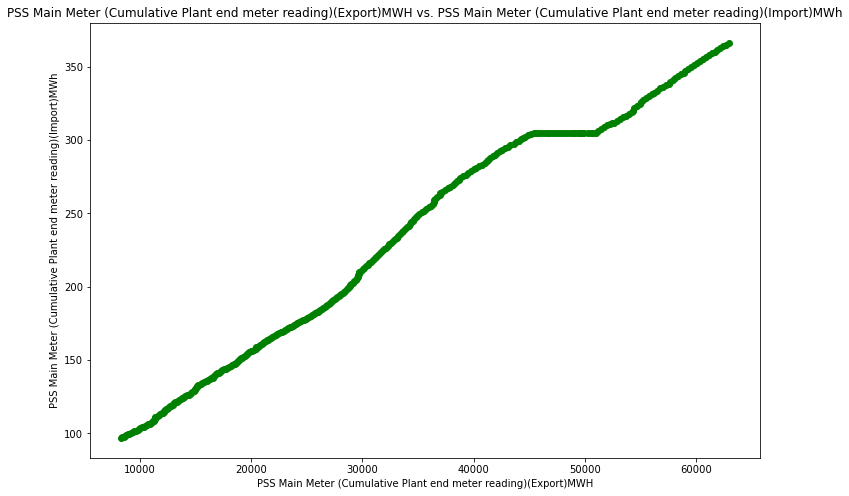 PSS Main Meter (Cumulative Plant end meter reading)(Export)MWH vs. PSS Main Meter (Cumulative Plant end meter reading)(Import)MWh
PSS Main Meter (Cumulative Plant end meter reading)(Import)MWh
350
300
250
200
150
100
10000 20000 30000 40000 50000 60000
PSS Main Meter (Cumulative Plant end meter reading)(Export)MWH